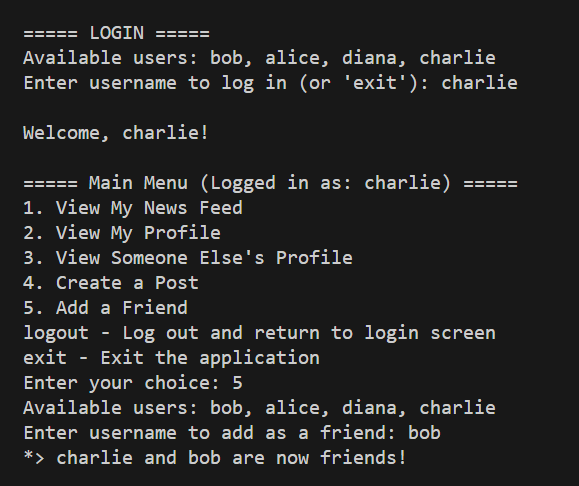 ===== LOGIN =====
Available users: bob, alice, diana, charlie
Enter username to log in (or 'exit'): charlie
Welcome, charlie!
===== Main Menu (Logged in as: charlie) =====
1. View My News Feed
2. View My Profile
3. View Someone Else's Profile
4. Create a Post
5. Add a Friend
logout - Log out and return to login screen
exit - Exit the application
Enter your choice: 5
Available users: bob, alice, diana, charlie
Enter username to add as a friend: bob
*> charlie and bob are now friends!